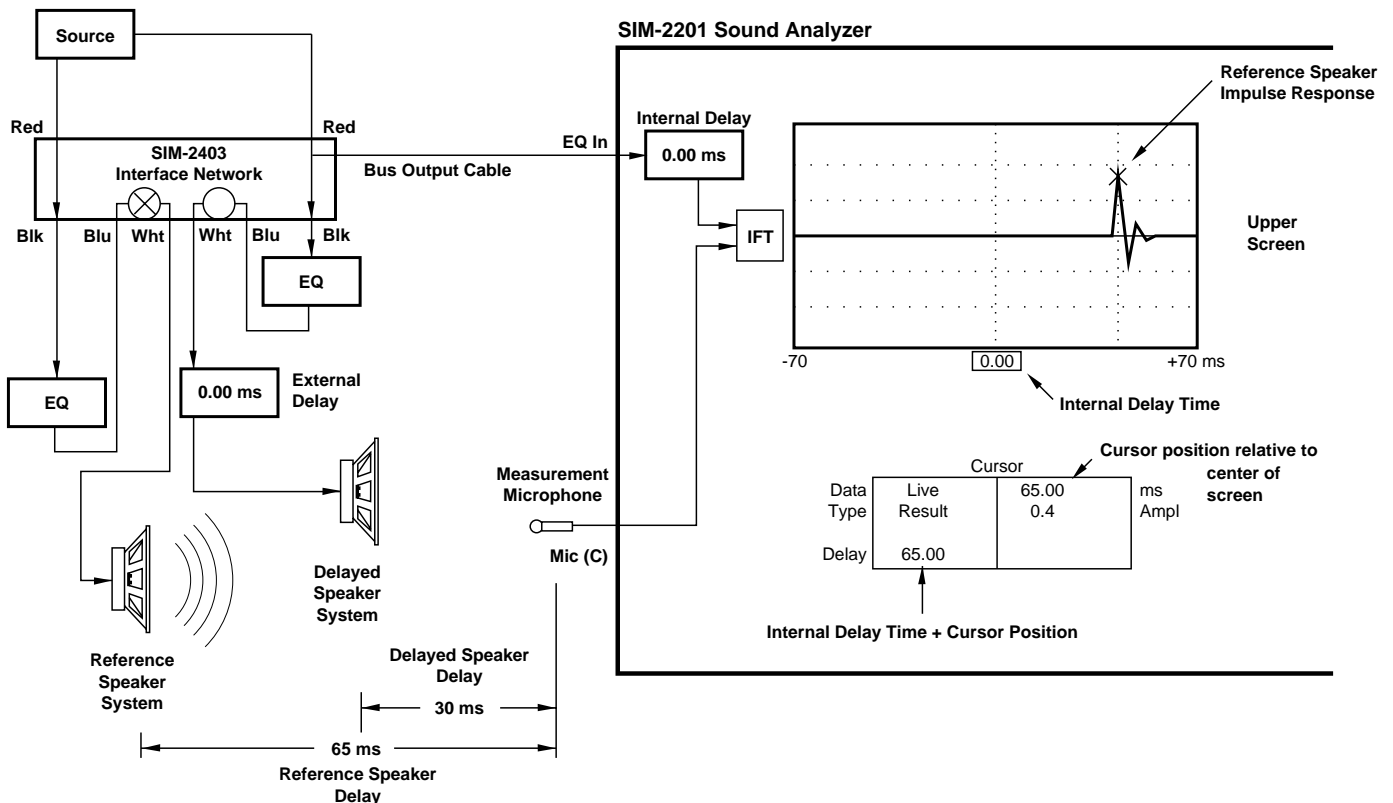 SIM-2201 Sound Analyzer
Source
Red
Red
SIM-2403
Interface Network
Blk
Blu
Wht
Wht
Blu
Blk
EQ
EQ
0.00 ms
External
Delay
Bus Output Cable
EQ In
Internal Delay
0.00 ms
IFT
Reference Speaker
Impulse Response
Upper
Screen
-70
0.00
+70 ms
Internal Delay Time
Cursor position relative to
center of
screen
Cursor
Data
Type
Live
Result
65.00
0.4
ms
Ampl
Delay
65.00
Internal Delay Time + Cursor Position
Measurement
Microphone
Mic (C)
Delayed
Speaker
System
Reference
Speaker
System
Delayed Speaker
Delay
30 ms
65 ms
Reference Speaker
Delay